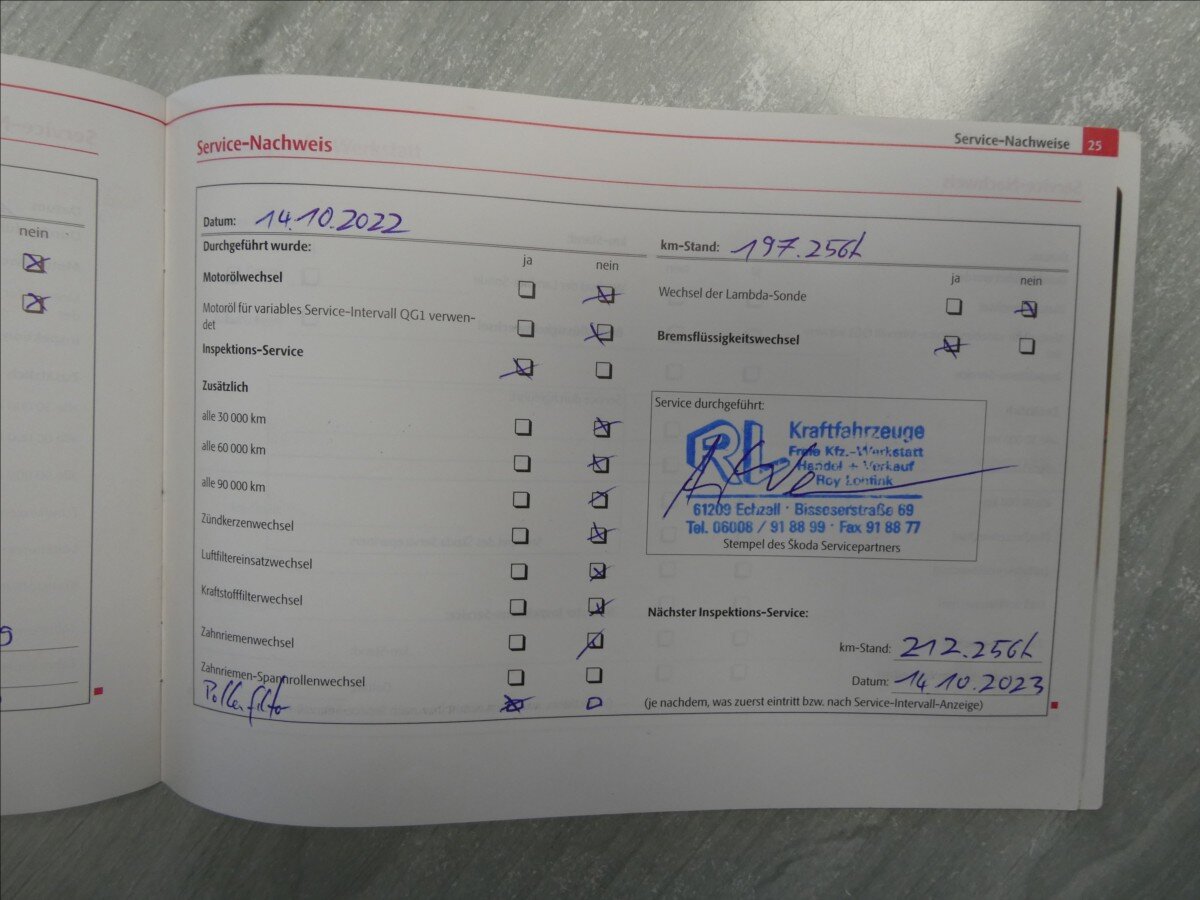 Service-Nachweise 25
Service-Nachweis
Datum: 14.10.2022
km-Stand: 197.256
Durchgeführt wurde:
ja nein
ja nein
Motorölwechsel
Motoröl für variables Service-Intervall QG1 verwen-
det
Inspektions-Service
Zusätzlich
alle 30 000 km
alle 60 000 km
alle 90 000 km
Zündkerzenwechsel
Luftfiltereinsatzwechsel
Kraftstofffilterwechsel
Zahnriemenwechsel
Zahnriemen-Spannrollenwechsel
Pollenfilter
Wechsel der Lambda-Sonde
Bremsflüssigkeitswechsel
Service durchgeführt:
RL Kraftfahrzeuge
Freie Kfz.-Werkstatt
Handel + Verkauf
Roy Lontink
61209 Echzell · Bisseserstraße 69
Tel. 06008 / 91 88 99 · Fax 91 88 77
Stempel des Škoda Servicepartners
Nächster Inspektions-Service:
km-Stand: 212.256
Datum: 14.10.2023
(je nachdem, was zuerst eintritt bzw. nach Service-Intervall-Anzeige)
nein